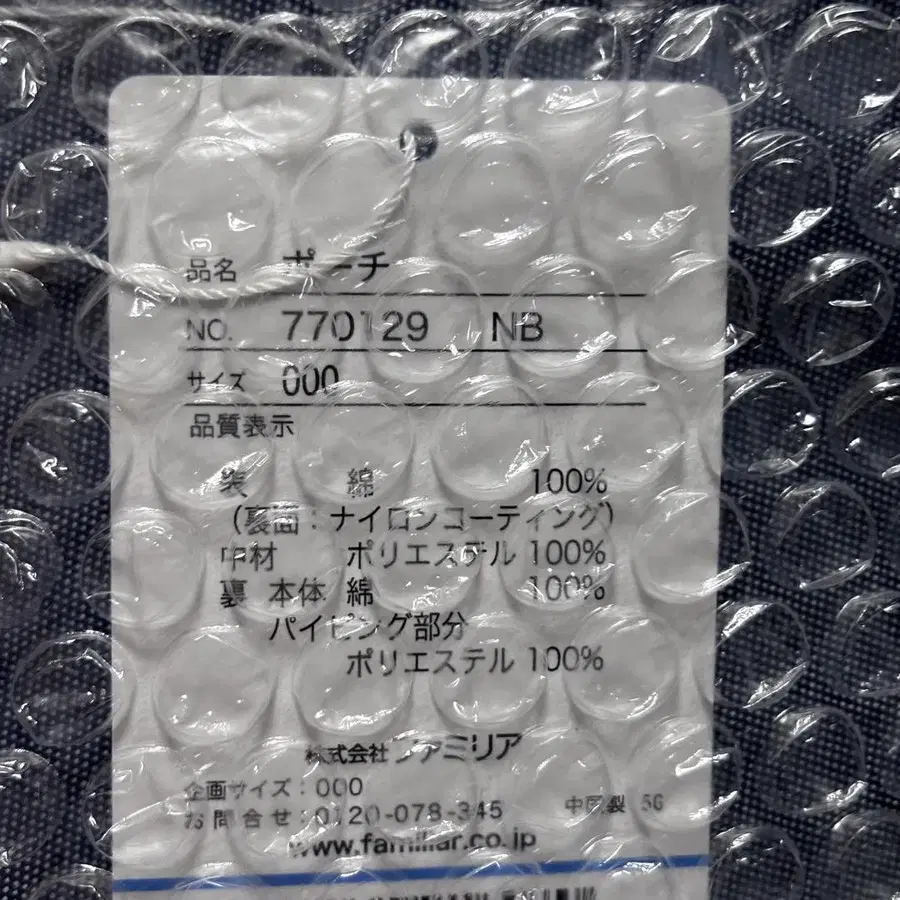 品名 ポーチ
NO. 770129 NB
サイズ 000
品質表示
表 綿 100%
(裏面：ナイロンコーティング)
中材 ポリエステル 100%
裏 本体 綿 100%
パイピング部分
ポリエステル 100%
株式会社ファミリア
企画サイズ：000
お問合せ：0120-078-345 中国製 5G
www.familiar.co.jp